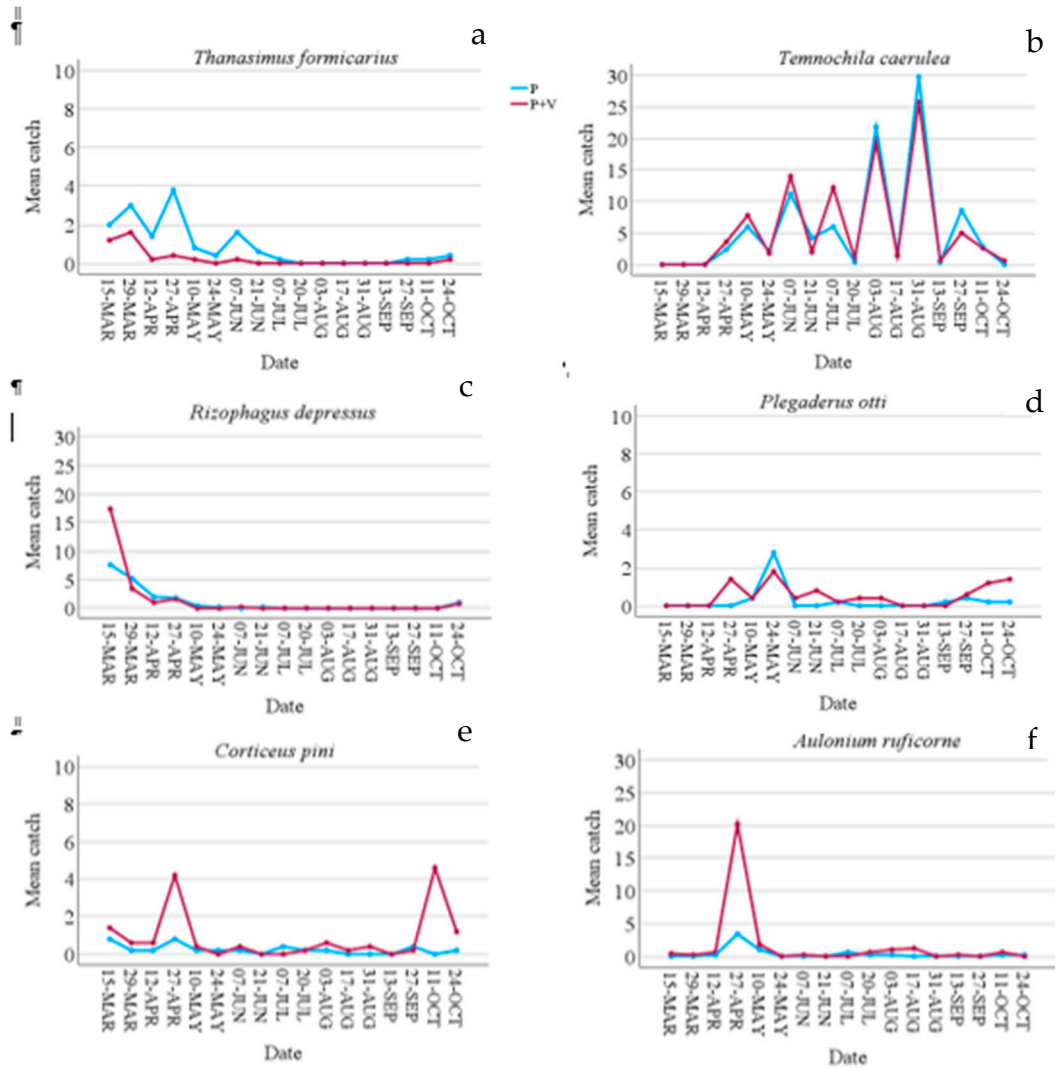 ¶
a
Thanasimus formicarius
Mean catch
10
8
6
4
2
0
15-MAR
29-MAR
12-APR
27-APR
10-MAY
24-MAY
07-JUN
21-JUN
07-JUL
20-JUL
03-AUG
17-AUG
31-AUG
13-SEP
27-SEP
11-OCT
24-OCT
Date
P
P+V
b
Temnochila caerulea
Mean catch
30
25
20
15
10
5
0
15-MAR
29-MAR
12-APR
27-APR
10-MAY
24-MAY
07-JUN
21-JUN
07-JUL
20-JUL
03-AUG
17-AUG
31-AUG
13-SEP
27-SEP
11-OCT
24-OCT
Date
¶
c
Rizophagus depressus
Mean catch
30
25
20
15
10
5
0
15-MAR
29-MAR
12-APR
27-APR
10-MAY
24-MAY
07-JUN
21-JUN
07-JUL
20-JUL
03-AUG
17-AUG
31-AUG
13-SEP
27-SEP
11-OCT
24-OCT
Date
d
Plegaderus otti
Mean catch
10
8
6
4
2
0
15-MAR
29-MAR
12-APR
27-APR
10-MAY
24-MAY
07-JUN
21-JUN
07-JUL
20-JUL
03-AUG
17-AUG
31-AUG
13-SEP
27-SEP
11-OCT
24-OCT
Date
e
Corticeus pini
Mean catch
10
8
6
4
2
0
15-MAR
29-MAR
12-APR
27-APR
10-MAY
24-MAY
07-JUN
21-JUN
07-JUL
20-JUL
03-AUG
17-AUG
31-AUG
13-SEP
27-SEP
11-OCT
24-OCT
Date
f
Aulonium ruficorne
Mean catch
30
25
20
15
10
5
0
15-MAR
29-MAR
12-APR
27-APR
10-MAY
24-MAY
07-JUN
21-JUN
07-JUL
20-JUL
03-AUG
17-AUG
31-AUG
13-SEP
27-SEP
11-OCT
24-OCT
Date